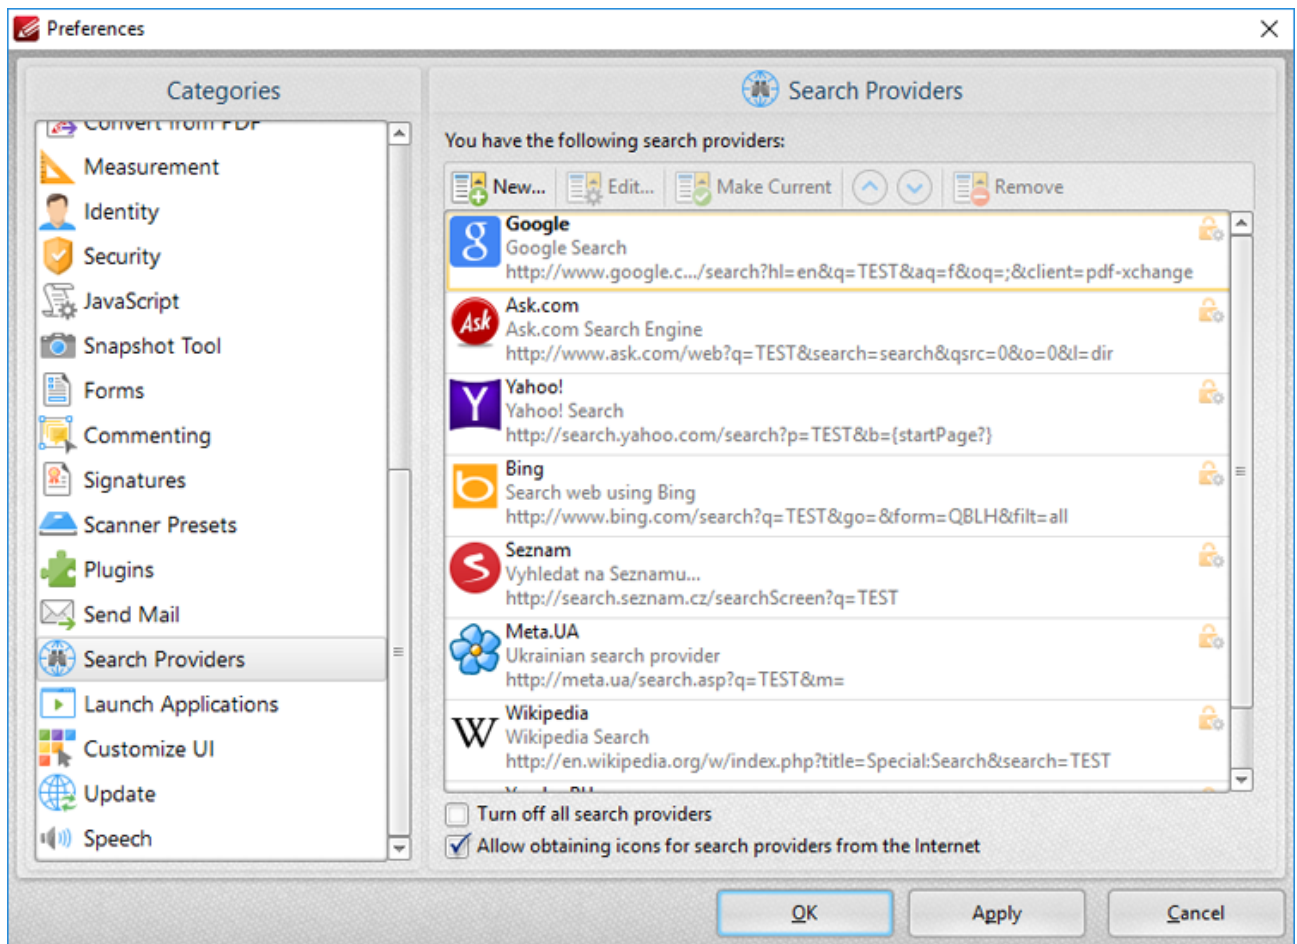 Preferences
Categories
Convert from PDF
Measurement
Identity
Security
JavaScript
Snapshot Tool
Forms
Commenting
Signatures
Scanner Presets
Plugins
Send Mail
Search Providers
Launch Applications
Customize UI
Update
Speech
Search Providers
You have the following search providers:
New... Edit... Make Current Remove
Google
Google Search
http://www.google.c.../search?hl=en&q=TEST&aq=f&oq=;&client=pdf-xchange
Ask
Ask.com
Ask.com Search Engine
http://www.ask.com/web?q=TEST&search=search&qsrc=0&o=0&l=dir
Yahoo!
Yahoo! Search
http://search.yahoo.com/search?p=TEST&b={startPage?}
Bing
Search web using Bing
http://www.bing.com/search?q=TEST&go=&form=QBLH&filt=all
Seznam
Vyhledat na Seznamu...
http://search.seznam.cz/searchScreen?q=TEST
Meta.UA
Ukrainian search provider
http://meta.ua/search.asp?q=TEST&m=
Wikipedia
Wikipedia Search
http://en.wikipedia.org/w/index.php?title=Special:Search&search=TEST
Turn off all search providers
Allow obtaining icons for search providers from the Internet
OK Apply Cancel